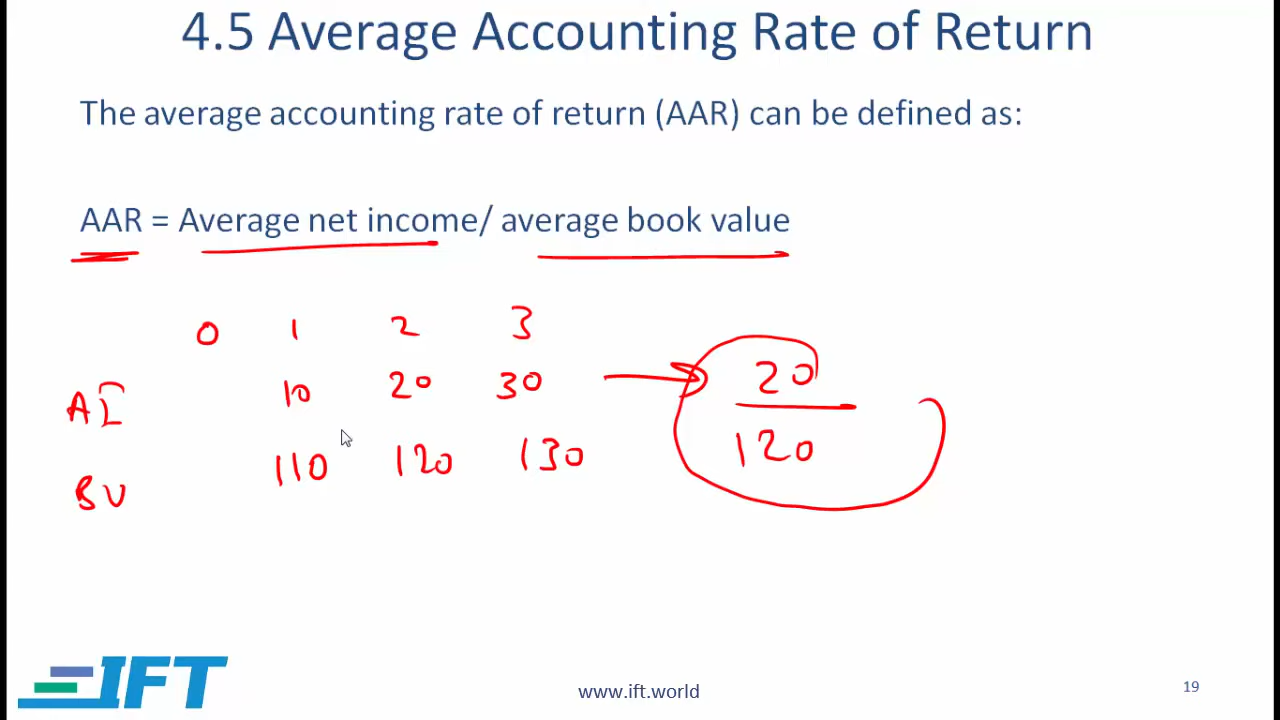 4.5 Average Accounting Rate of Return
The average accounting rate of return (AAR) can be defined as:
AAR = Average net income/ average book value
0 1 2 3
AI 10 20 30 20
BV 110 120 130 120
IFT
www.ift.world
19